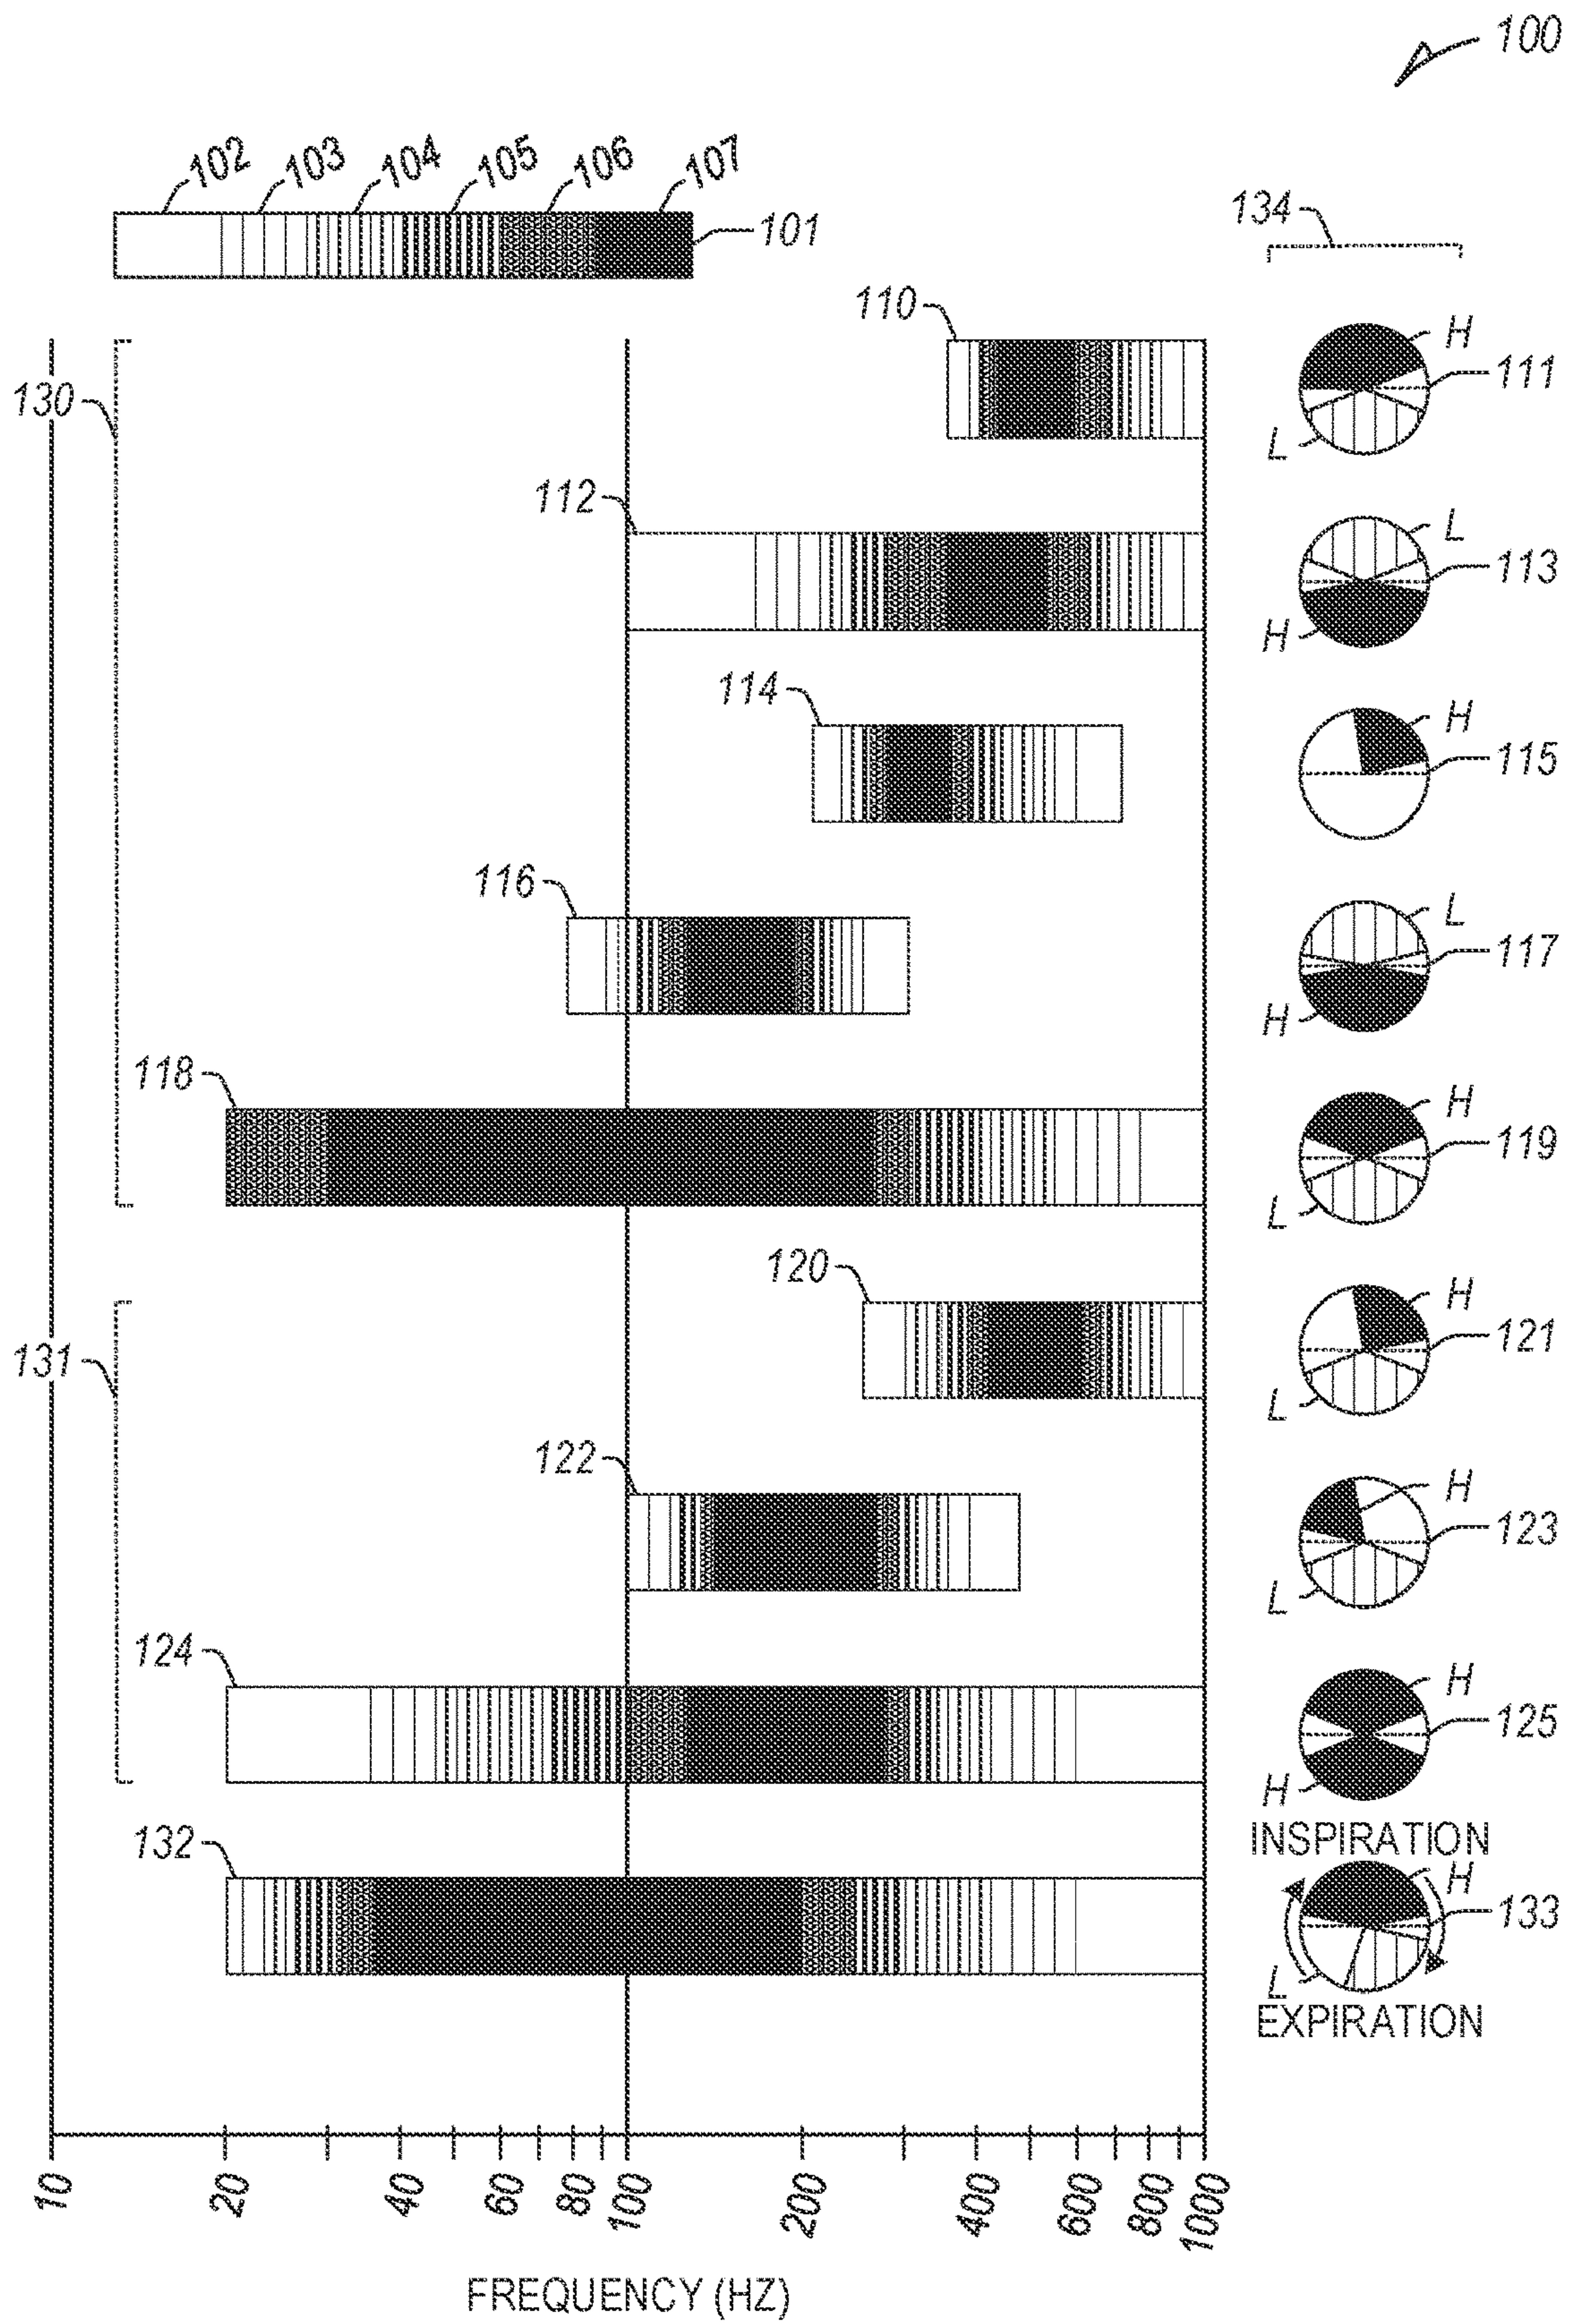 100
102 103 104 105 106 107
101
134
110
H
111
L
130
112
L
113
H
114
H
115
116
L
117
H
118
H
119
L
120
H
121
L
131
122
H
123
L
124
H
125
H
INSPIRATION
132
H
133
L
EXPIRATION
10 20 40 60 80 100 200 400 600 800 1000
FREQUENCY (HZ)